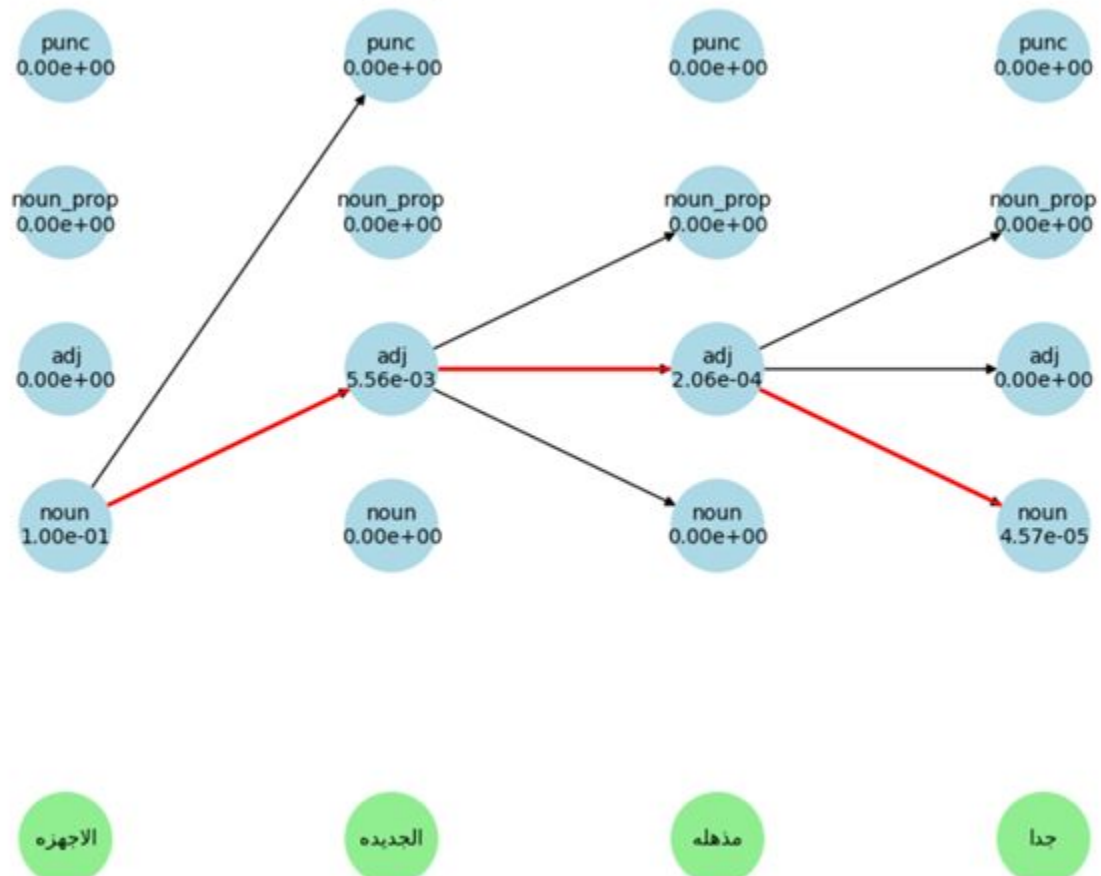 punc punc punc punc
0.00e+00 0.00e+00 0.00e+00 0.00e+00
noun_prop noun_prop noun_prop noun_prop
0.00e+00 0.00e+00 0.00e+00 0.00e+00
adj adj adj adj
0.00e+00 5.56e-03 2.06e-04 0.00e+00
noun noun noun noun
1.00e-01 0.00e+00 0.00e+00 4.57e-05
الاجهزه
الجديده
مذهله
جدا